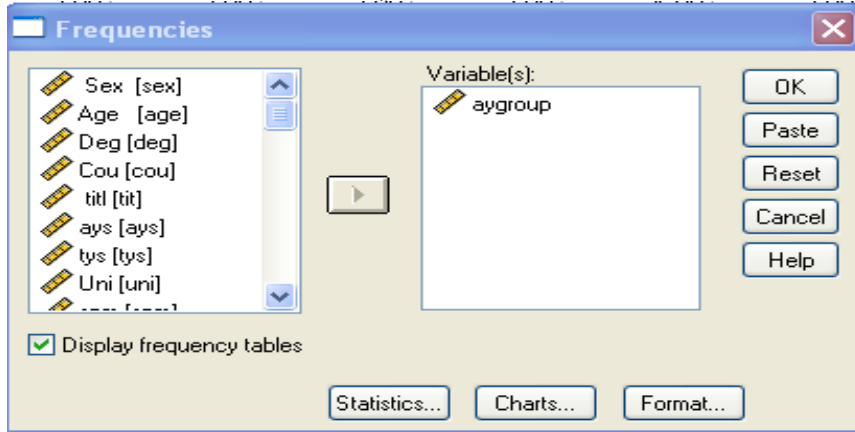 Frequencies
Sex [sex]
Age [age]
Deg [deg]
Cou [cou]
titl [tit]
ays [ays]
tys [tys]
Uni [uni]
Variable(s):
aygroup
OK
Paste
Reset
Cancel
Help
Display frequency tables
Statistics...
Charts...
Format...